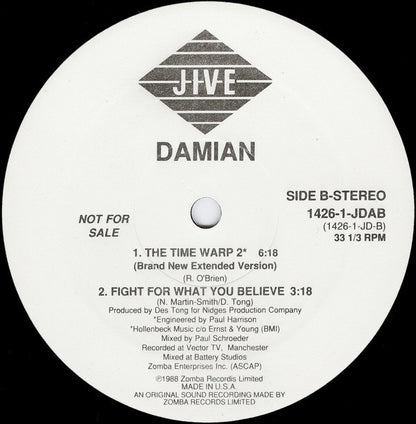 JIVE
DAMIAN
NOT FOR
SALE
SIDE B-STEREO
1426-1-JDAB
(1426-1-JD-B)
33 1/3 RPM
1. THE TIME WARP 2* 6:18
(Brand New Extended Version)
(R. O'Brien)
2. FIGHT FOR WHAT YOU BELIEVE 3:18
(N. Martin-Smith/D. Tong)
Produced by Des Tong for Nidges Production Company
*Engineered by Paul Harrison
*Hollenbeck Music c/o Ernst & Young (BMI)
Mixed by Paul Schroeder
Recorded at Vector TV, Manchester
Mixed at Battery Studios
Zomba Enterprises Inc. (ASCAP)
℗1988 Zomba Records Limited
MADE IN U.S.A.
AN ORIGINAL SOUND RECORDING MADE BY
ZOMBA RECORDS LIMITED